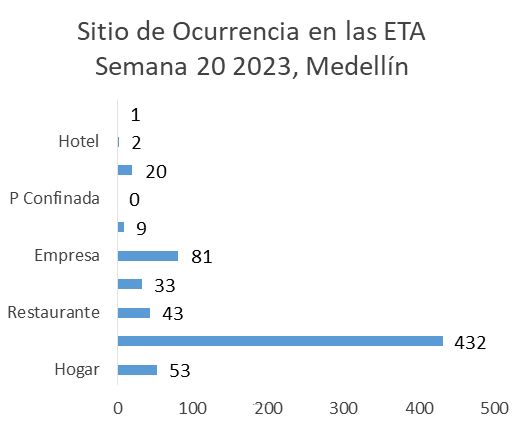 Sitio de Ocurrencia en las ETA
Semana 20 2023, Medellín
1
Hotel 2
20
P Confinada 0
9
Empresa 81
33
Restaurante 43
432
Hogar 53
0 100 200 300 400 500